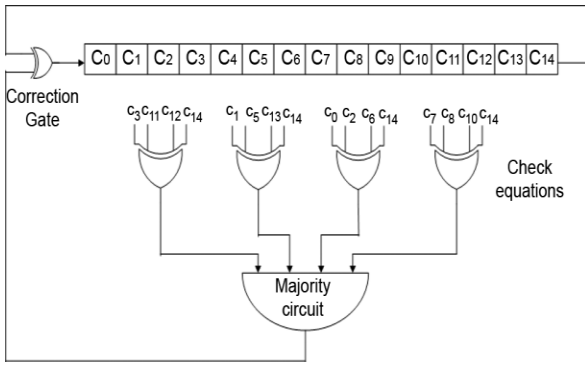 C0 C1 C2 C3 C4 C5 C6 C7 C8 C9 C10 C11 C12 C13 C14
Correction
Gate
c3 c11 c12 c14 c1 c5 c13 c14 c0 c2 c6 c14 c7 c8 c10 c14
Check
equations
Majority
circuit